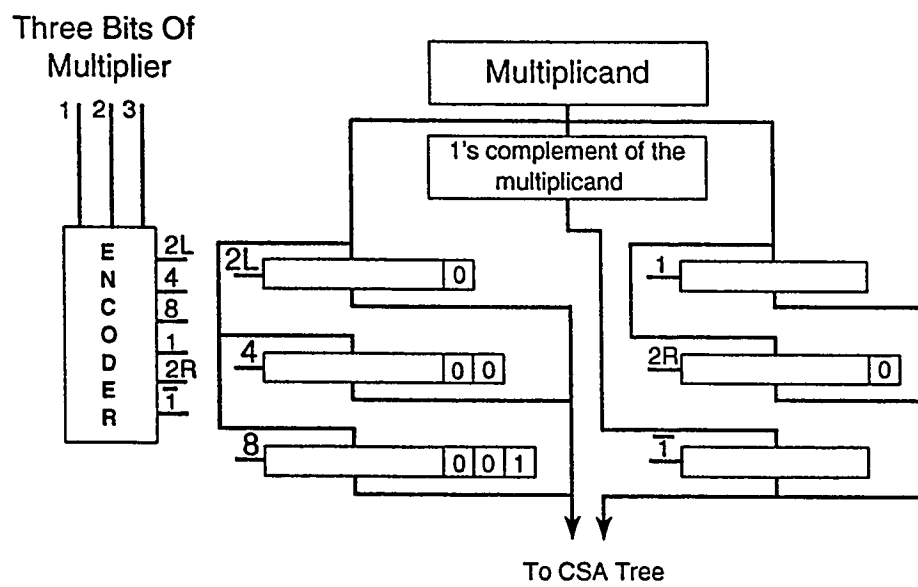 Three Bits Of
Multiplier
1 2 3
Multiplicand
1's complement of the
multiplicand
ENCODER
2L
4
8
1
2R
1̅
2L 0
4 0 0
8 0 0 1
1
2R 0
1̅
To CSA Tree